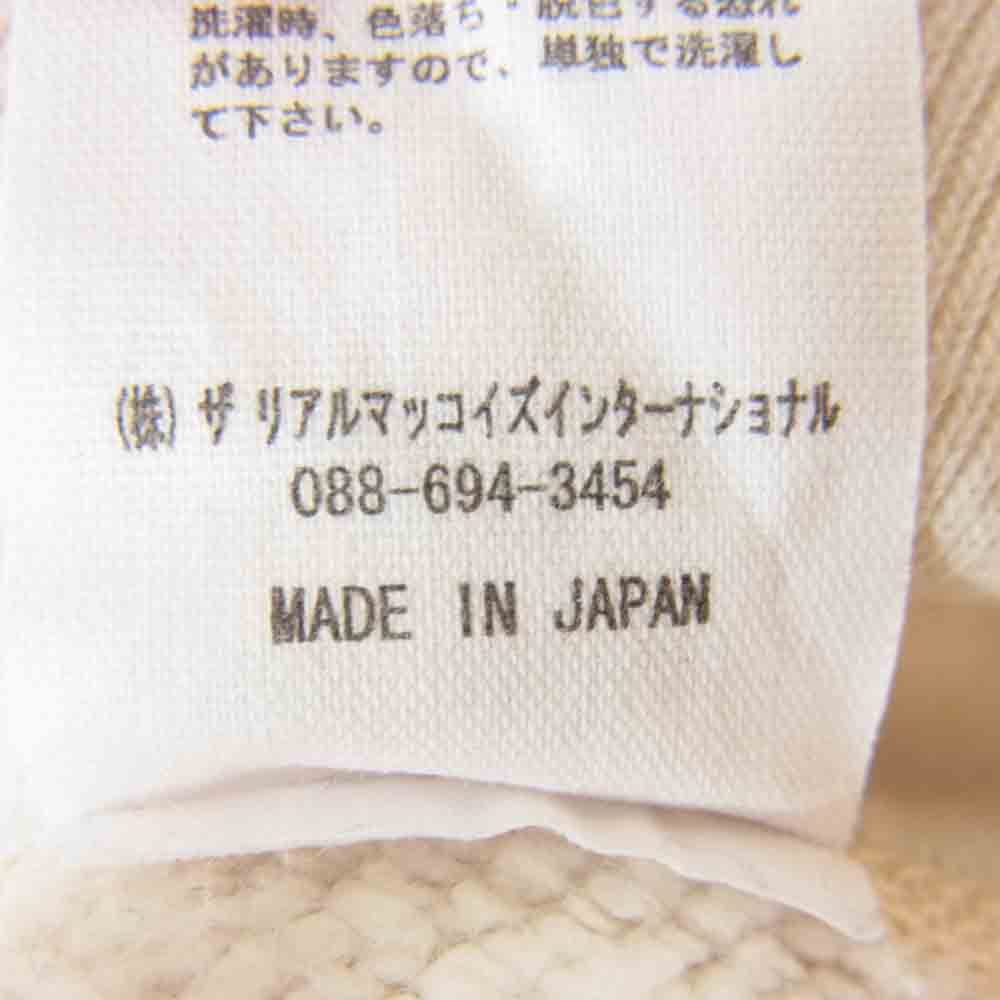 洗濯時、色落ち・脱色する恐れ
がありますので、単独で洗濯し
て下さい。
(株) ザ リアルマッコイズインターナショナル
088-694-3454
MADE IN JAPAN